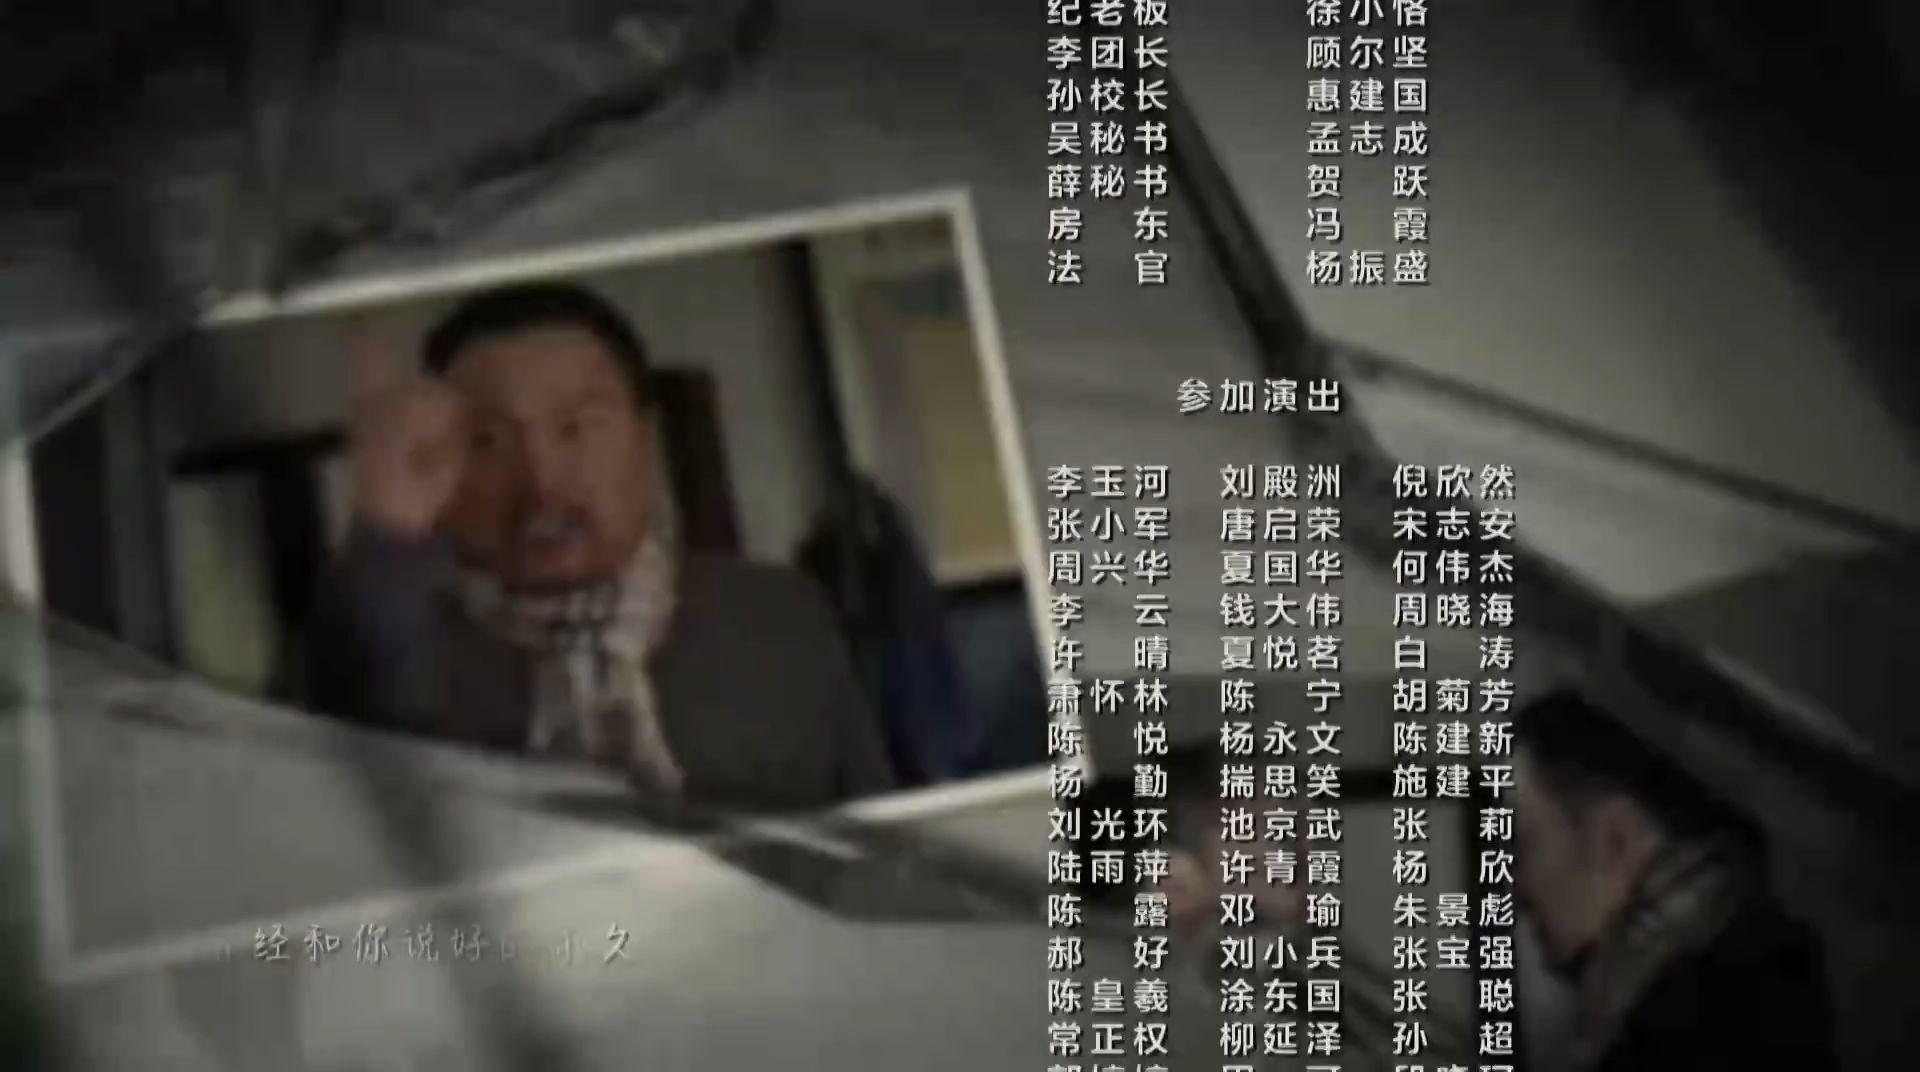 纪老板 徐小恪
李团长 顾尔坚
孙校长 惠建国
吴秘书 孟志成
薛秘书 贺跃
房东 冯霞
法官 杨振盛
参加演出
李玉河 刘殿洲 倪欣然
张小军 唐启荣 宋志安
周兴华 夏国华 何伟杰
李云 钱大伟 周晓海
许晴 夏悦茗 白涛
萧怀林 陈宁 胡菊芳
陈悦 杨永文 陈建新
杨勤 揣思笑 施建平
刘光环 池京武 张莉
陆雨萍 许青霞 杨欣
陈露 邓瑜 朱景彪
郝好 刘小兵 张宝强
陈皇羲 涂东国 张聪
常正权 柳延泽 孙超
经和你说好 久